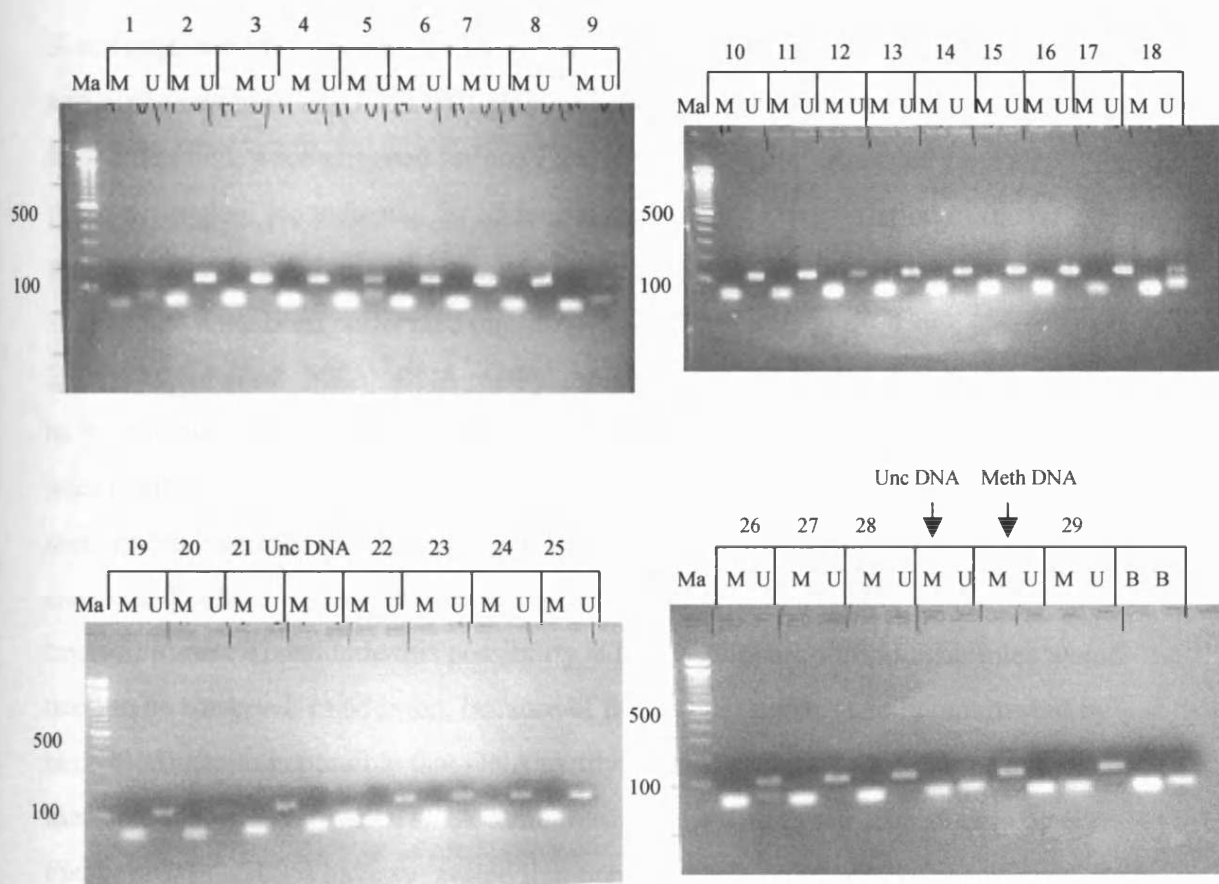 1 2 3 4 5 6 7 8 9
Ma M U M U M U M U M U M U M U M U M U
500
100
10 11 12 13 14 15 16 17 18
Ma M U M U M U M U M U M U M U M U M U
500
100
19 20 21 Unc DNA 22 23 24 25
Ma M U M U M U M U M U M U M U M U
500
100
Unc DNA Meth DNA
26 27 28 29
Ma M U M U M U M U M U M U B B
500
100